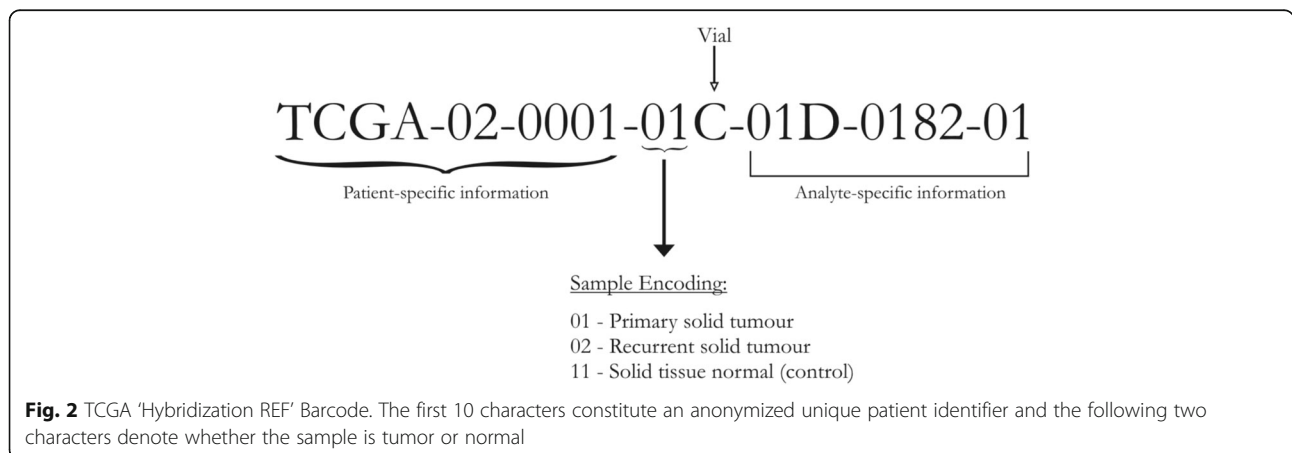 Vial
TCGA-02-0001-01C-01D-0182-01
Patient-specific information
Analyte-specific information
Sample Encoding:
01 - Primary solid tumour
02 - Recurrent solid tumour
11 - Solid tissue normal (control)
Fig. 2 TCGA ‘Hybridization REF’ Barcode. The first 10 characters constitute an anonymized unique patient identifier and the following two
characters denote whether the sample is tumor or normal